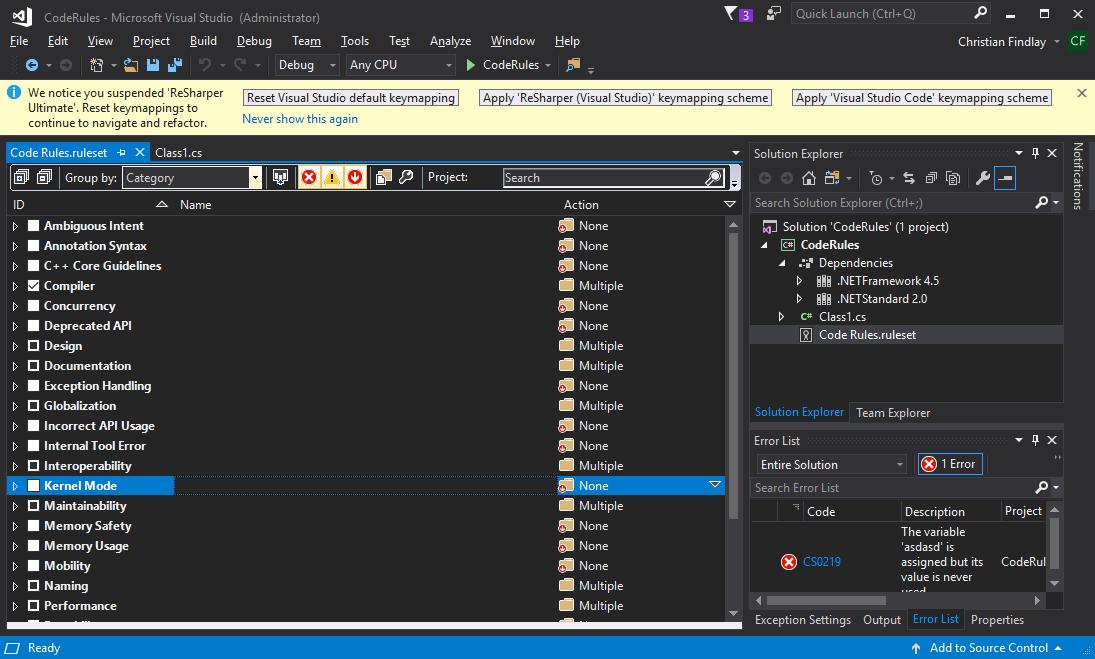 CodeRules - Microsoft Visual Studio (Administrator)
3
Quick Launch (Ctrl+Q)
File Edit View Project Build Debug Team Tools Test Analyze Window Help
Christian Findlay CF
Debug Any CPU CodeRules
We notice you suspended 'ReSharper
Ultimate'. Reset keymappings to
continue to navigate and refactor.
Reset Visual Studio default keymapping
Apply 'ReSharper (Visual Studio)' keymapping scheme
Apply 'Visual Studio Code' keymapping scheme
Never show this again
Code Rules.ruleset Class1.cs
Group by: Category Project: Search
ID Name Action
Ambiguous Intent None
Annotation Syntax None
C++ Core Guidelines None
Compiler Multiple
Concurrency None
Deprecated API None
Design Multiple
Documentation Multiple
Exception Handling None
Globalization Multiple
Incorrect API Usage None
Internal Tool Error None
Interoperability Multiple
Kernel Mode None
Maintainability Multiple
Memory Safety None
Memory Usage None
Mobility None
Naming Multiple
Performance Multiple
Solution Explorer
Search Solution Explorer (Ctrl+;)
Solution 'CodeRules' (1 project)
C# CodeRules
Dependencies
.NETFramework 4.5
.NETStandard 2.0
C# Class1.cs
Code Rules.ruleset
Solution Explorer Team Explorer
Notifications
Error List
Entire Solution 1 Error
Search Error List
Code Description Project
The variable
'asdasd' is
CS0219 assigned but its CodeRul
value is never
used
Exception Settings Output Error List Properties
Ready Add to Source Control